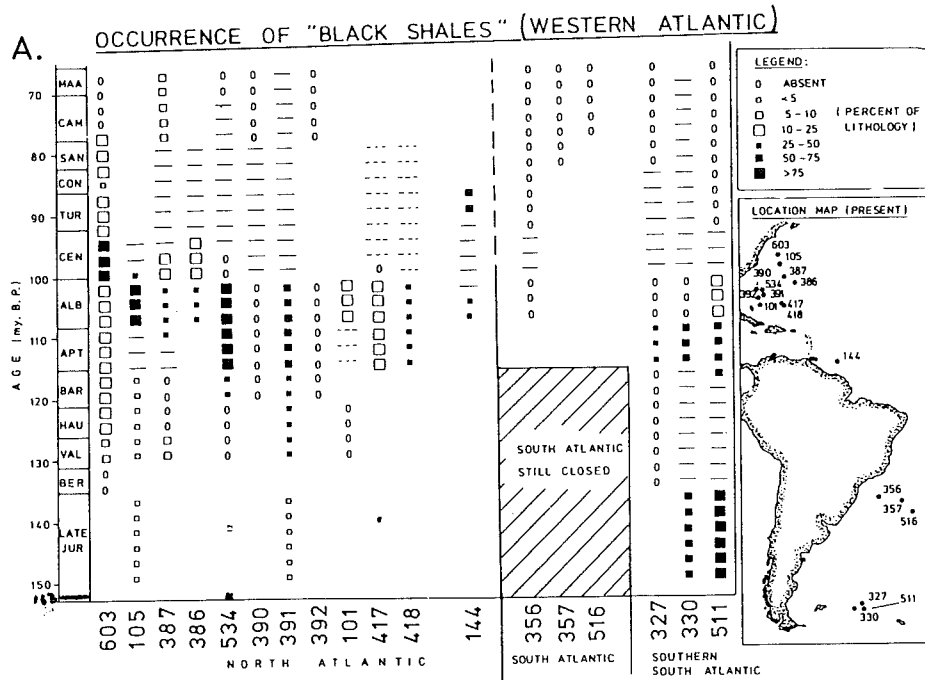 A.
OCCURRENCE OF "BLACK SHALES" (WESTERN ATLANTIC)
AGE (my. B.P.)
70
80
90
100
110
120
130
140
150
MAA
CAM
SAN
CON
TUR
CEN
ALB
APT
BAR
HAU
VAL
BER
LATE
JUR
SOUTH ATLANTIC
STILL CLOSED
603
105
387
386
534
390
391
392
101
417
418
144
356
357
516
327
330
511
NORTH ATLANTIC
SOUTH ATLANTIC
SOUTHERN
SOUTH ATLANTIC
LEGEND:
0 ABSENT
<5
5-10
10-25
25-50
50-75
>75
(PERCENT OF
LITHOLOGY)
LOCATION MAP (PRESENT)
603
105
387
386
390
534
392
391
101
417
418
144
356
357
516
327
511
330